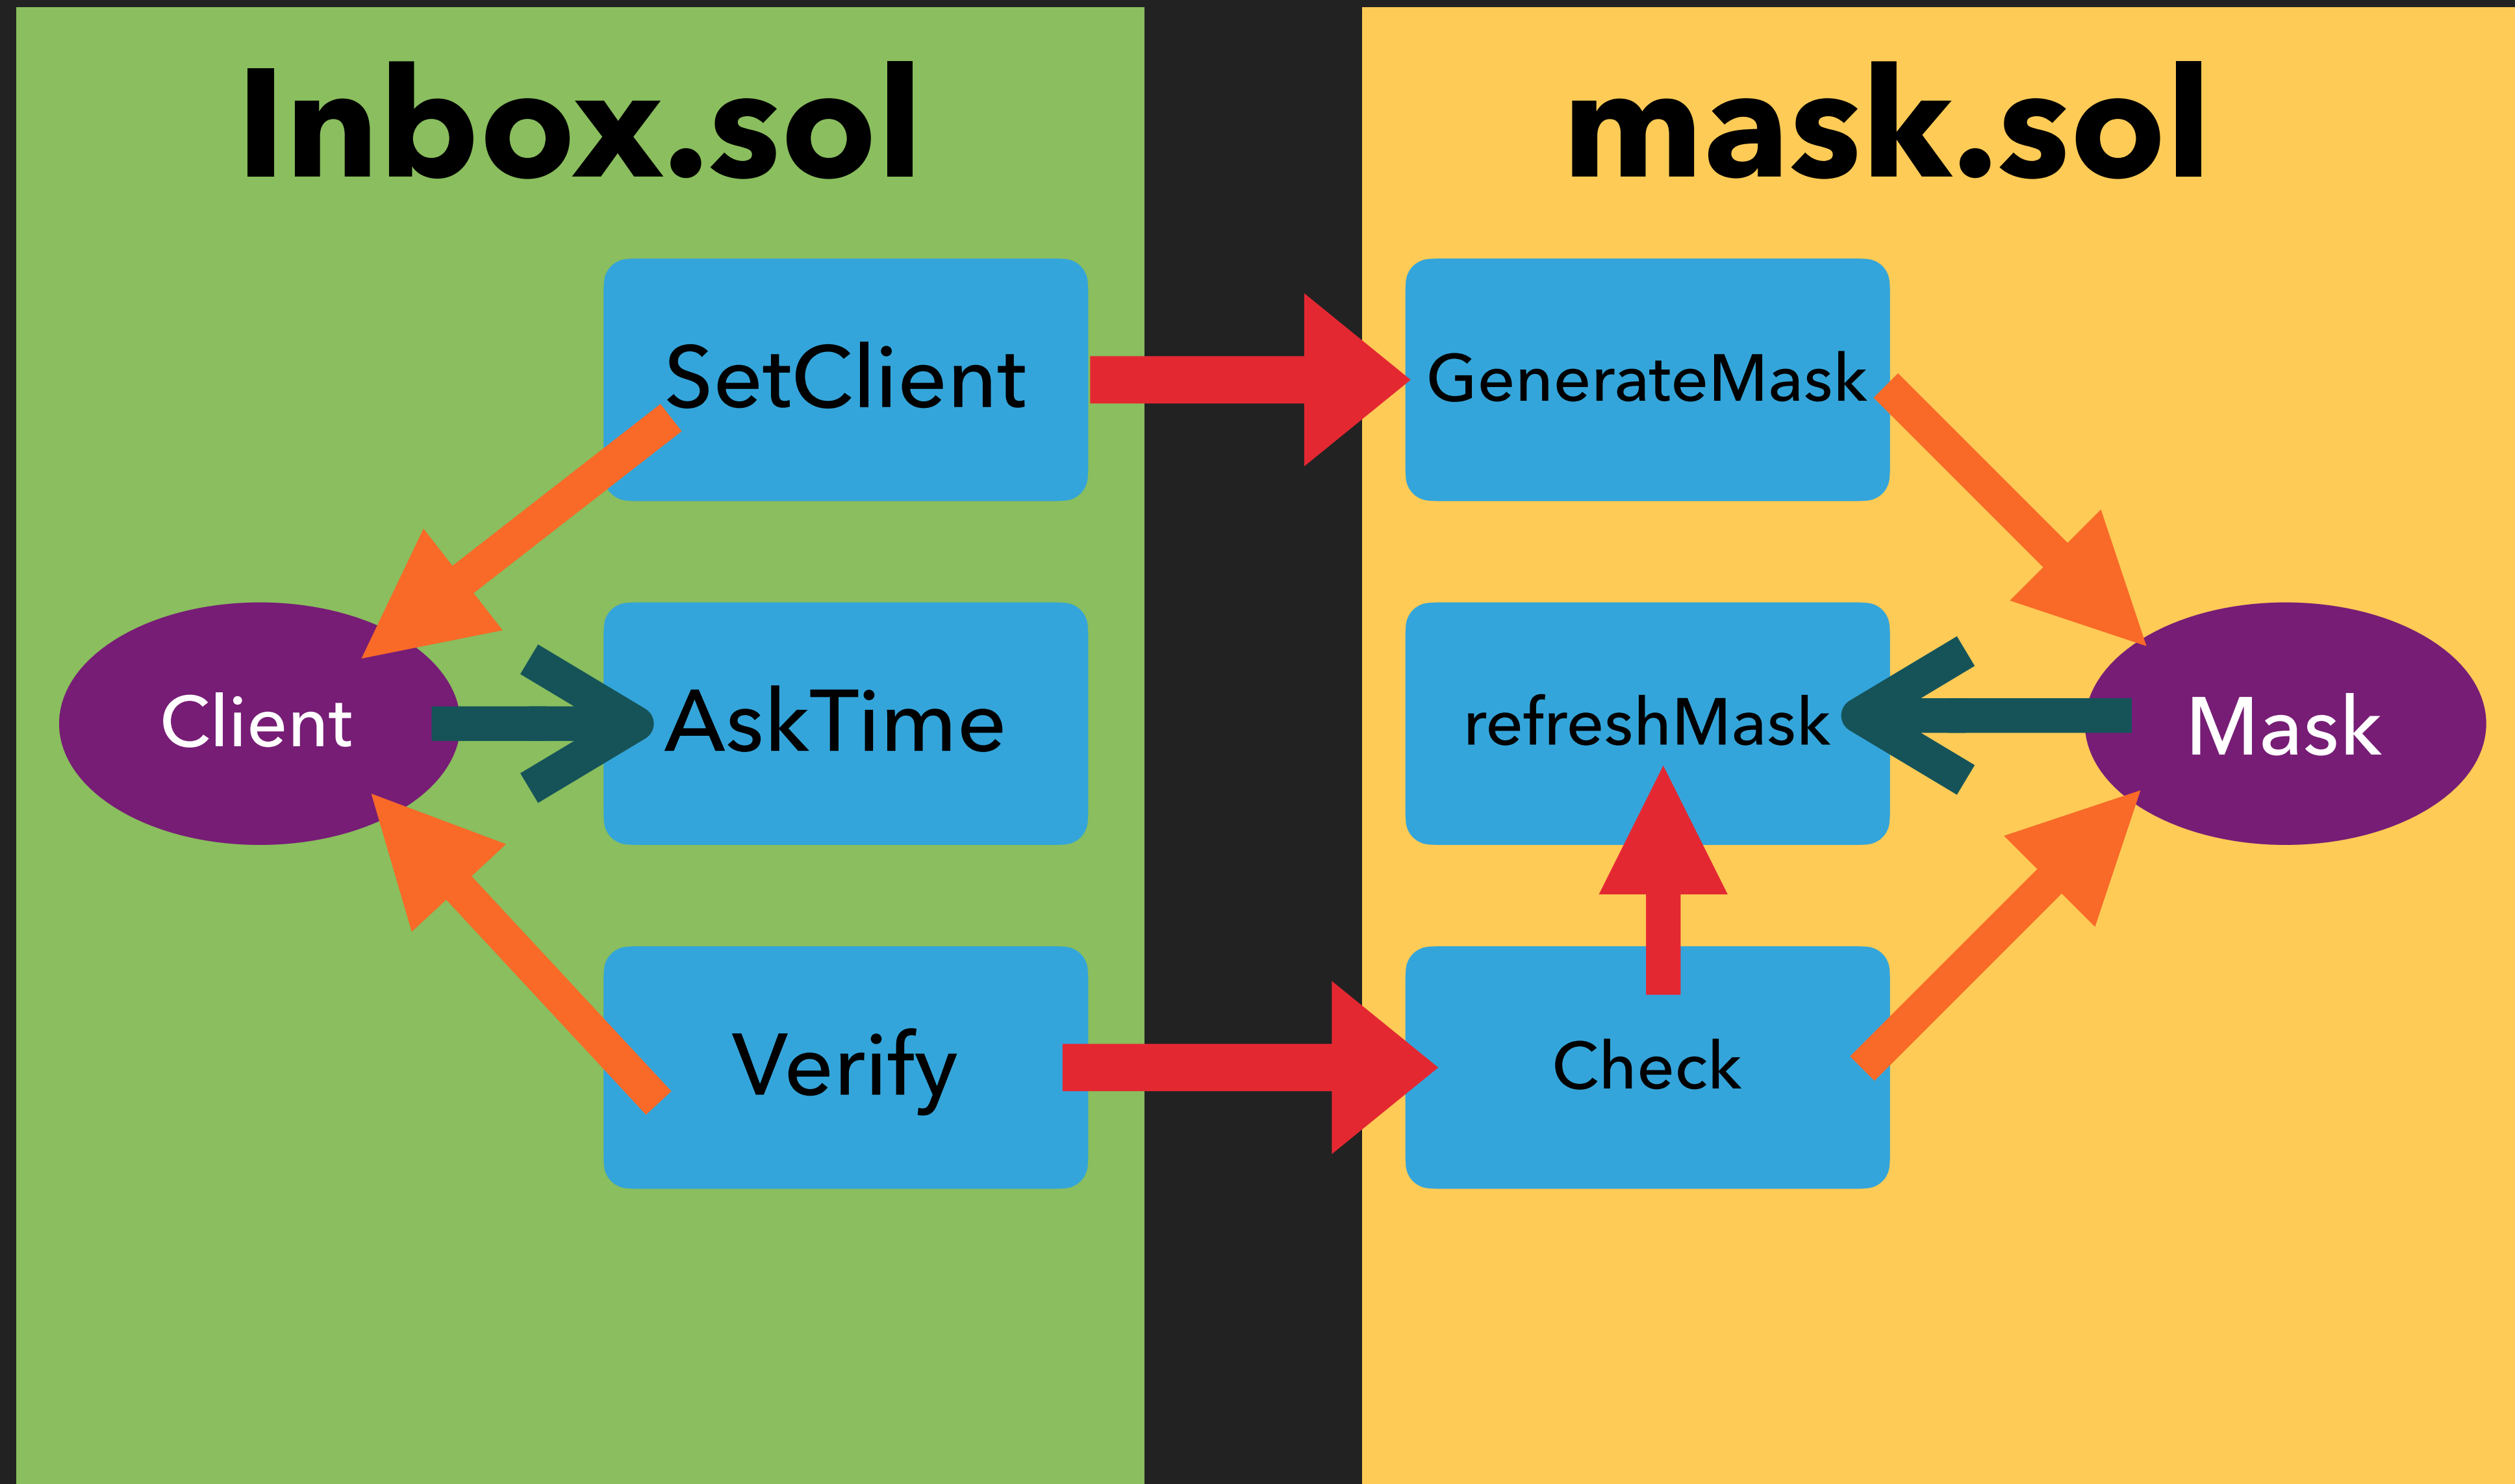 Inbox.sol
SetClient
Client
AskTime
Verify
mask.sol
GenerateMask
refreshMask
Mask
Check